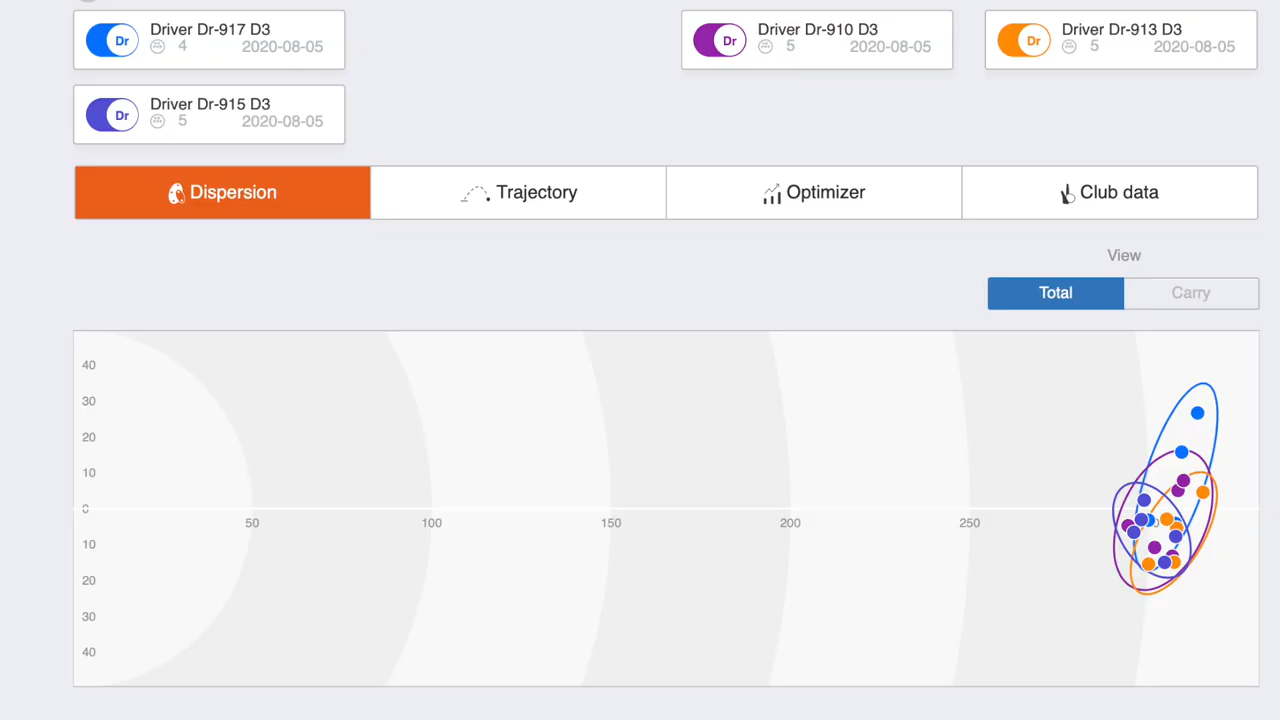 Dr Driver Dr-917 D3
4 2020-08-05
Dr Driver Dr-910 D3
5 2020-08-05
Dr Driver Dr-913 D3
5 2020-08-05
Dr Driver Dr-915 D3
5 2020-08-05
Dispersion
Trajectory
Optimizer
Club data
View
Total
Carry
40
30
20
10
0
50 100 150 200 250
10
20
30
40